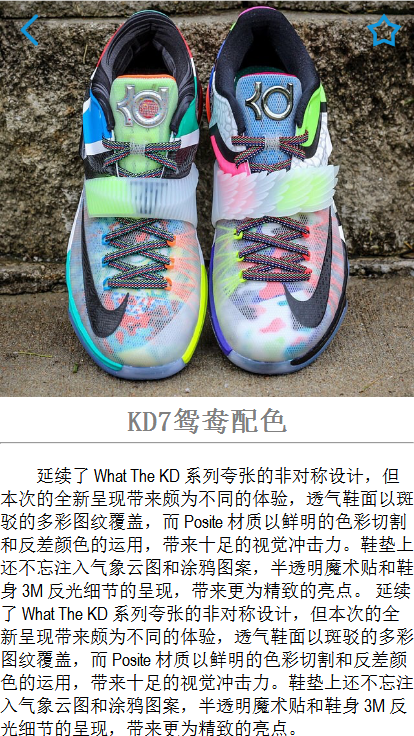 KD7鸳鸯配色
延续了 What The KD 系列夸张的非对称设计，但
本次的全新呈现带来颇为不同的体验，透气鞋面以斑
驳的多彩图纹覆盖，而 Posite 材质以鲜明的色彩切割
和反差颜色的运用，带来十足的视觉冲击力。鞋垫上
还不忘注入气象云图和涂鸦图案，半透明魔术贴和鞋
身 3M 反光细节的呈现，带来更为精致的亮点。 延续
了 What The KD 系列夸张的非对称设计，但本次的全
新呈现带来颇为不同的体验，透气鞋面以斑驳的多彩
图纹覆盖，而 Posite 材质以鲜明的色彩切割和反差颜
色的运用，带来十足的视觉冲击力。鞋垫上还不忘注
入气象云图和涂鸦图案，半透明魔术贴和鞋身 3M 反
光细节的呈现，带来更为精致的亮点。